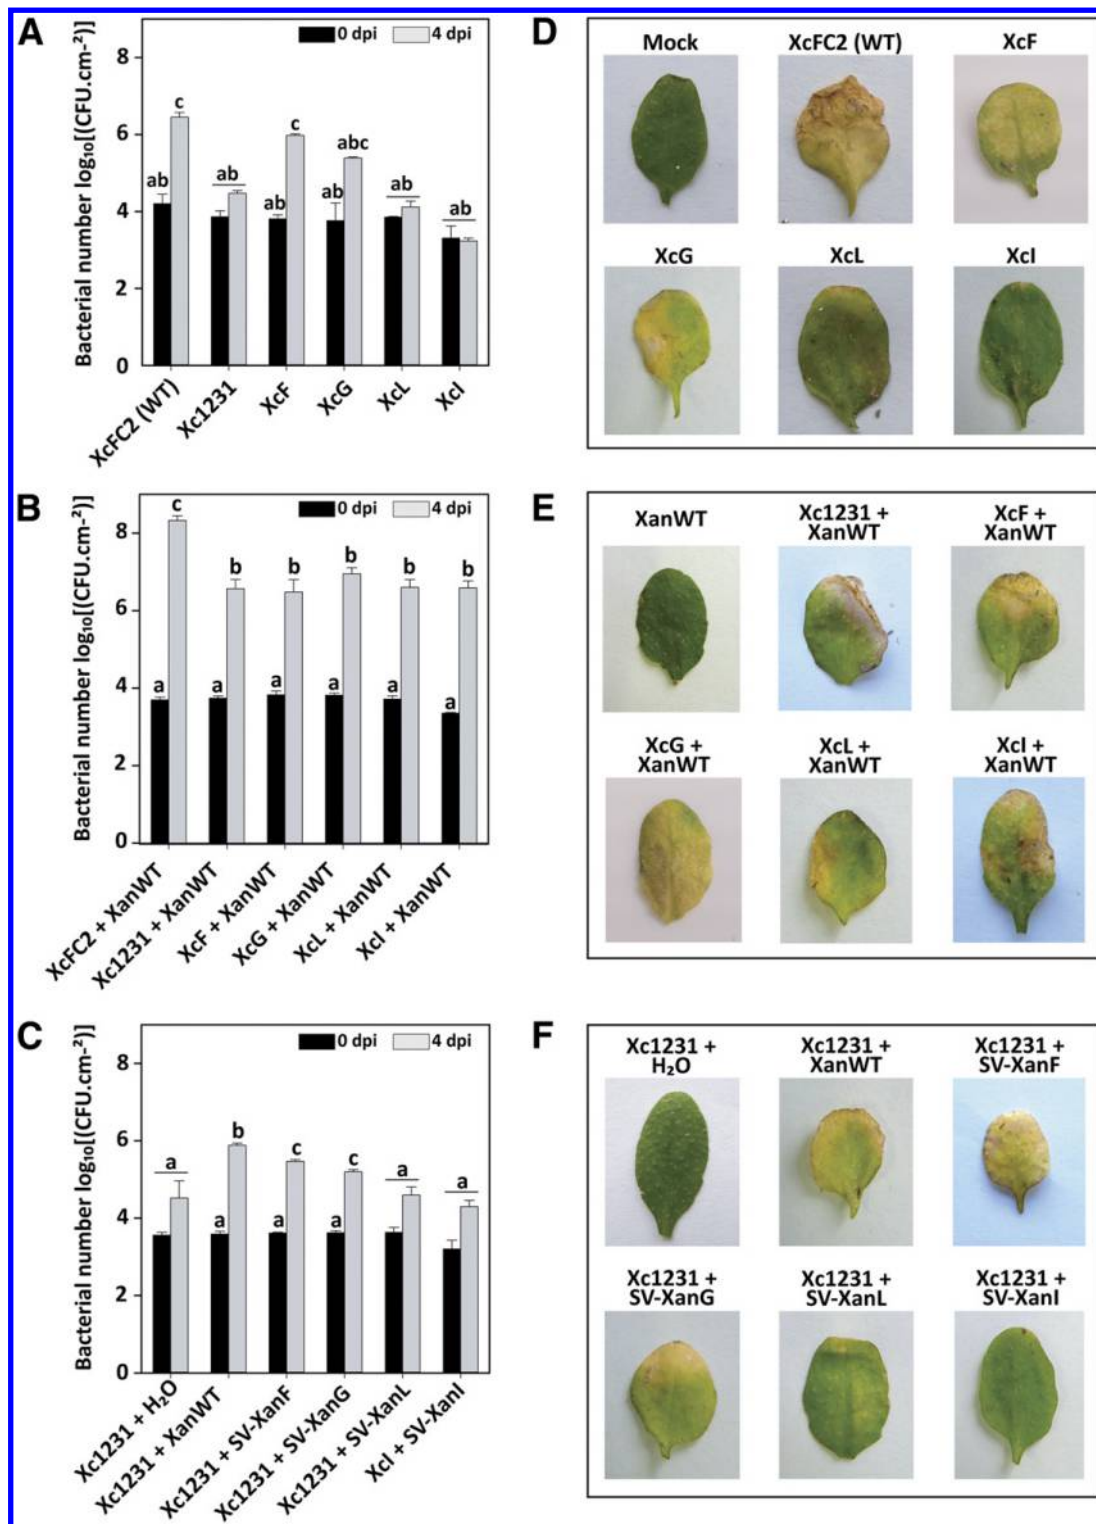 A
Bacterial number log₁₀[(CFU.cm-²)]
0 dpi 4 dpi
8
6
4
2
0
ab c
ab
ab c
ab abc
ab
ab
XcFC2 (WT)
Xc1231
XcF
XcG
XcL
XcI
B
Bacterial number log₁₀[(CFU.cm-²)]
0 dpi 4 dpi
8
6
4
2
0
a c
a b
a b
a b
a b
a b
XcFC2 + XanWT
Xc1231 + XanWT
XcF + XanWT
XcG + XanWT
XcL + XanWT
XcI + XanWT
C
Bacterial number log₁₀[(CFU.cm-²)]
0 dpi 4 dpi
8
6
4
2
0
a
a b
a c
a c
a
a
Xc1231 + H₂O
Xc1231 + XanWT
Xc1231 + SV-XanF
Xc1231 + SV-XanG
Xc1231 + SV-XanL
XcI + SV-XanI
D
Mock XcFC2 (WT) XcF
XcG XcL XcI
E
XanWT
Xc1231 +
XanWT
XcF +
XanWT
XcG +
XanWT
XcL +
XanWT
XcI +
XanWT
F
Xc1231 +
H₂O
Xc1231 +
XanWT
Xc1231 +
SV-XanF
Xc1231 +
SV-XanG
Xc1231 +
SV-XanL
Xc1231 +
SV-XanI